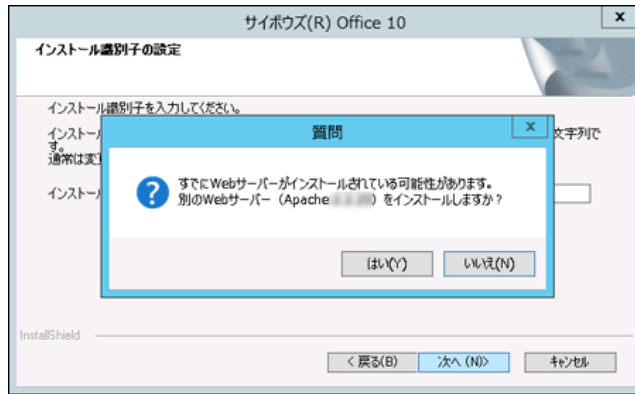 サイボウズ(R) Office 10
x
インストール識別子の設定
インストール識別子を入力してください。
インストー
文字列で
す。
通常は変
質問
x
すでにWebサーバーがインストールされている可能性があります。
別のWebサーバー（Apache ）をインストールしますか？
インストー
はい(Y)
いいえ(N)
InstallShield
< 戻る(B)
次へ (N)>
キャンセル